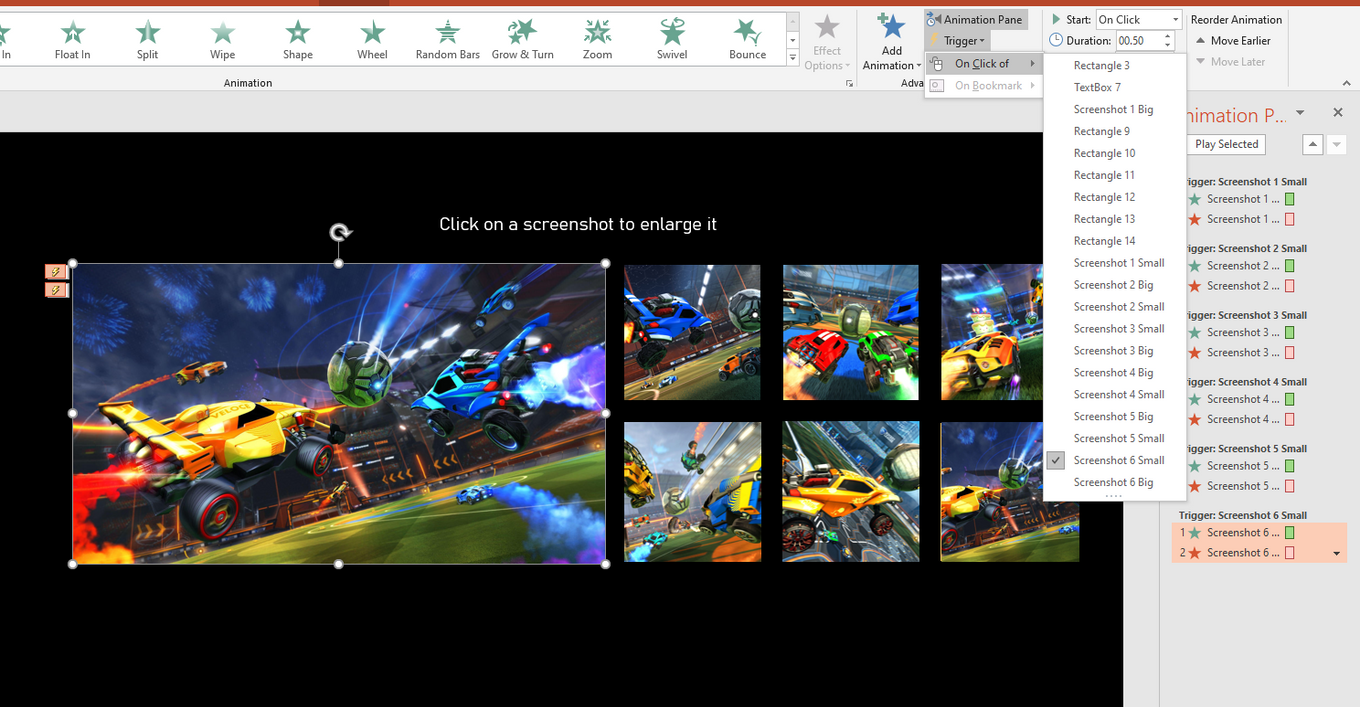 In
Float In
Split
Wipe
Shape
Wheel
Random Bars
Grow & Turn
Zoom
Swivel
Bounce
Effect
Options
Add
Animation
Animation Pane
Trigger
On Click of
On Bookmark
Start: On Click
Duration: 00.50
Reorder Animation
Move Earlier
Move Later
Animation
Adva
Rectangle 3
TextBox 7
Screenshot 1 Big
Rectangle 9
Rectangle 10
Rectangle 11
Rectangle 12
Rectangle 13
Rectangle 14
Screenshot 1 Small
Screenshot 2 Big
Screenshot 2 Small
Screenshot 3 Small
Screenshot 3 Big
Screenshot 4 Big
Screenshot 4 Small
Screenshot 5 Big
Screenshot 5 Small
Screenshot 6 Small
Screenshot 6 Big
nimation P...
Play Selected
rigger: Screenshot 1 Small
Screenshot 1 ...
Screenshot 1 ...
rigger: Screenshot 2 Small
Screenshot 2 ...
Screenshot 2 ...
rigger: Screenshot 3 Small
Screenshot 3 ...
Screenshot 3 ...
rigger: Screenshot 4 Small
Screenshot 4 ...
Screenshot 4 ...
rigger: Screenshot 5 Small
Screenshot 5 ...
Screenshot 5 ...
Trigger: Screenshot 6 Small
1 Screenshot 6 ...
2 Screenshot 6 ...
Click on a screenshot to enlarge it
VELOCE